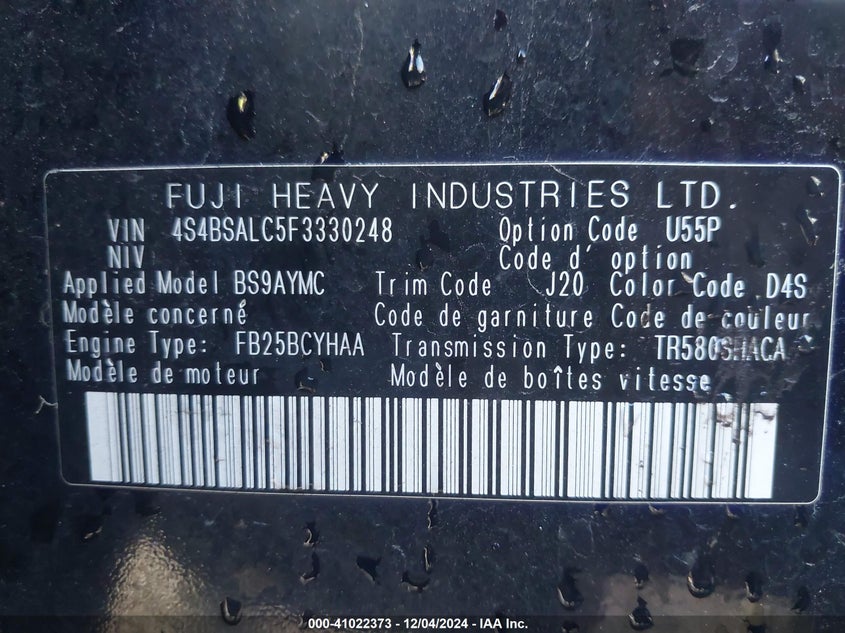 FUJI HEAVY INDUSTRIES LTD.
VIN 4S4BSALC5F3330248 Option Code U55P
NIV Code d' option
Applied Model BS9AYMC Trim Code J20 Color Code D4S
Modèle concerné Code de garniture Code de couleur
Engine Type: FB25BCYHAA Transmission Type: TR580SHACA
Modèle de moteur Modèle de boîtes vitesse
000-41022373 - 12/04/2024 - IAA Inc.